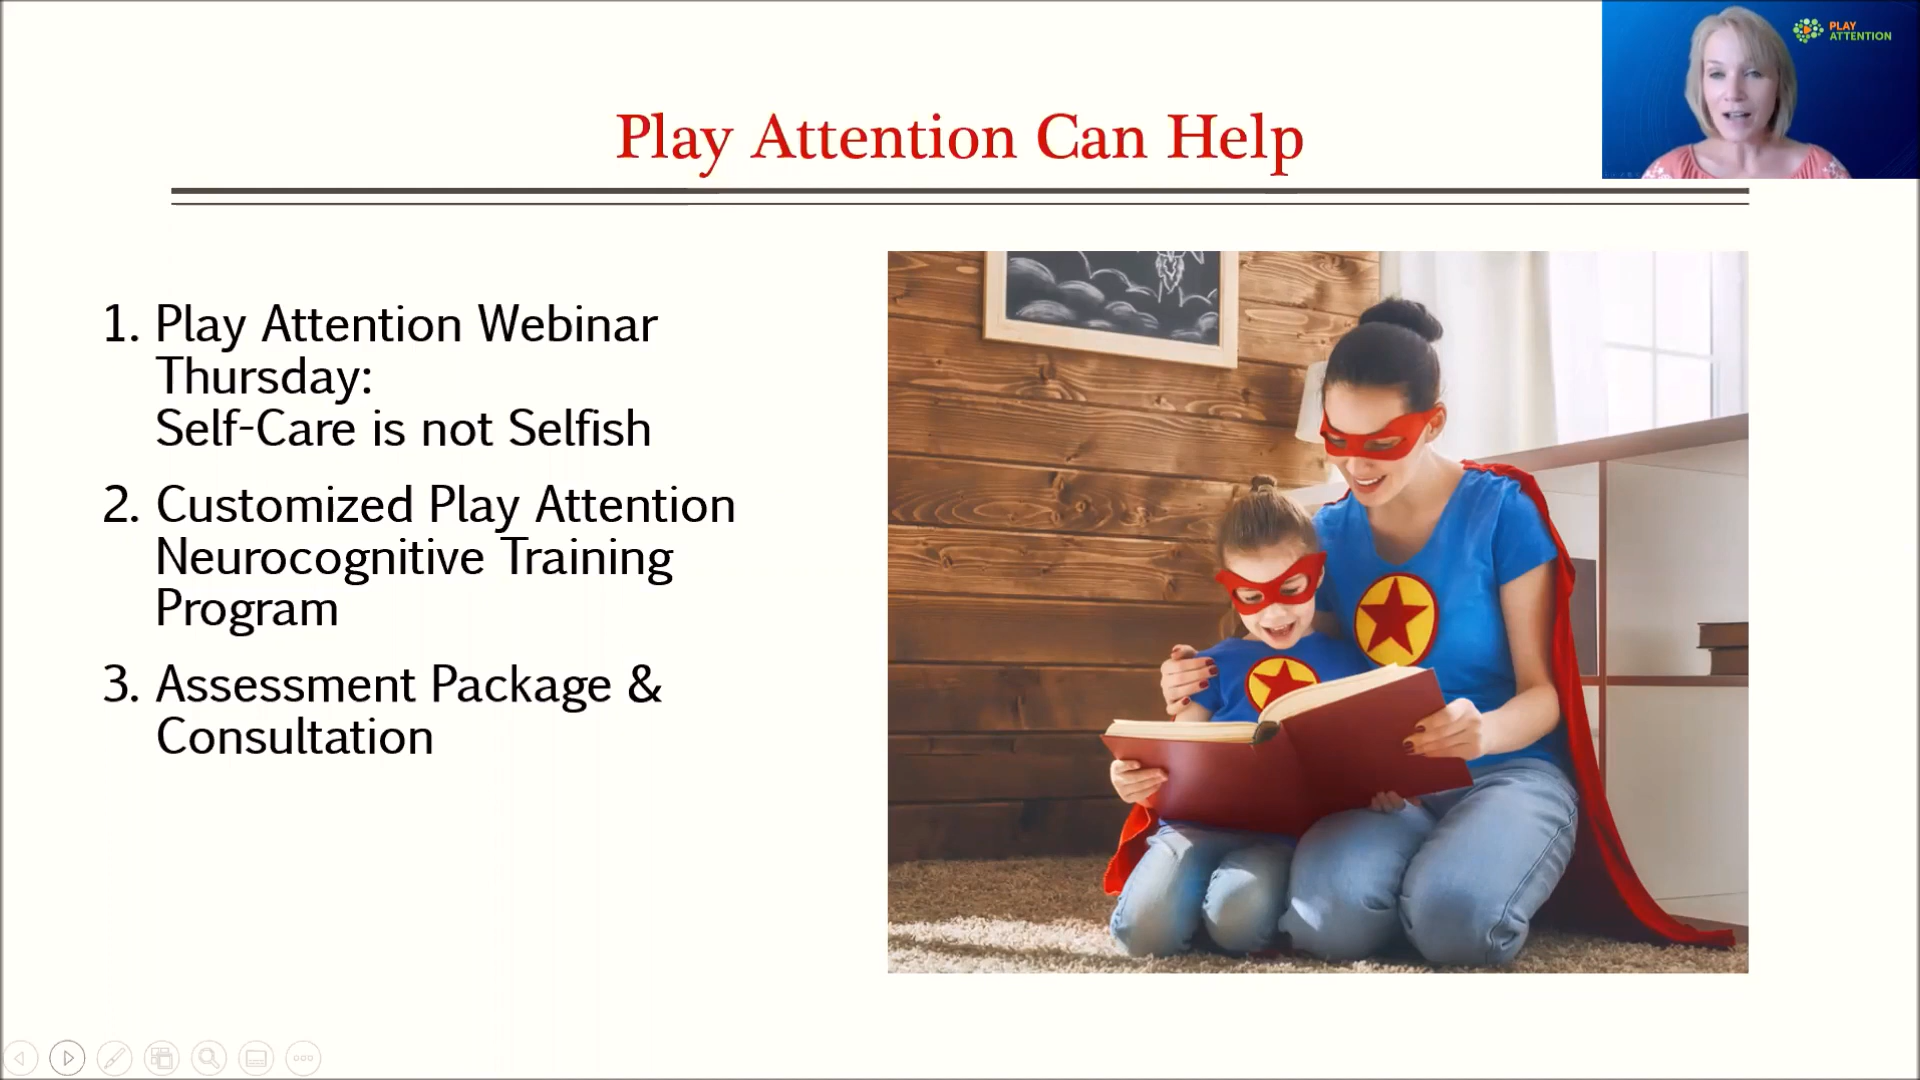 PLAY
ATTENTION
Play Attention Can Help
1. Play Attention Webinar
Thursday:
Self-Care is not Selfish
2. Customized Play Attention
Neurocognitive Training
Program
3. Assessment Package &
Consultation